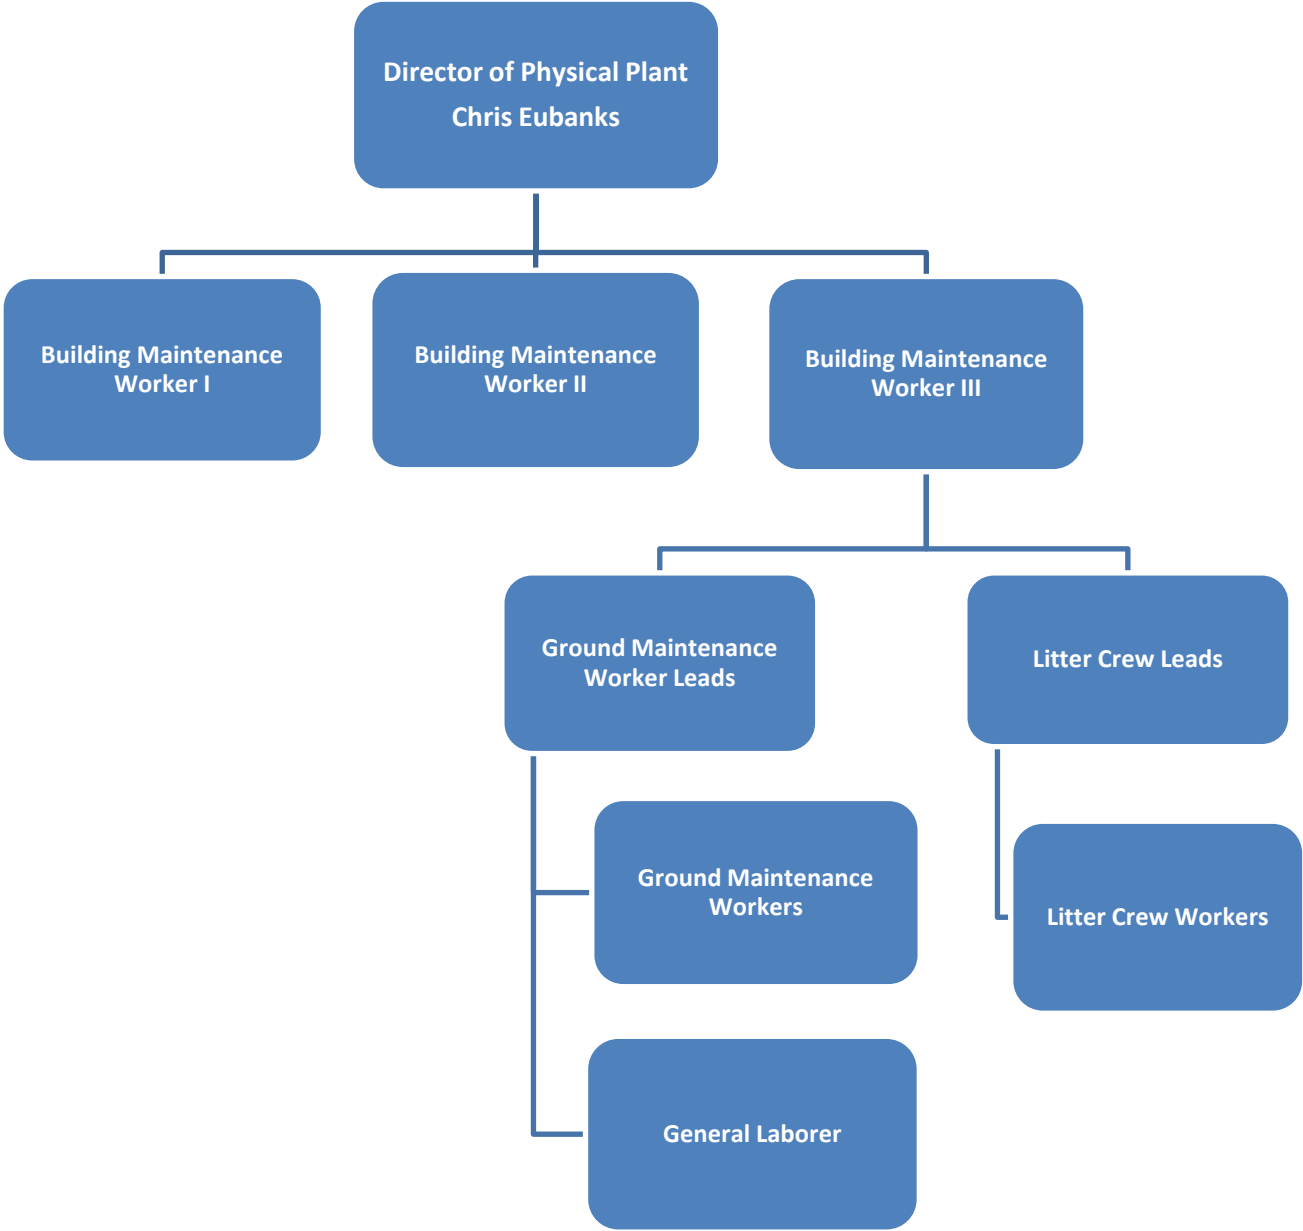 Director of Physical Plant
Chris Eubanks
Building Maintenance
Worker I
Building Maintenance
Worker II
Building Maintenance
Worker III
Ground Maintenance
Worker Leads
Litter Crew Leads
Ground Maintenance
Workers
Litter Crew Workers
General Laborer